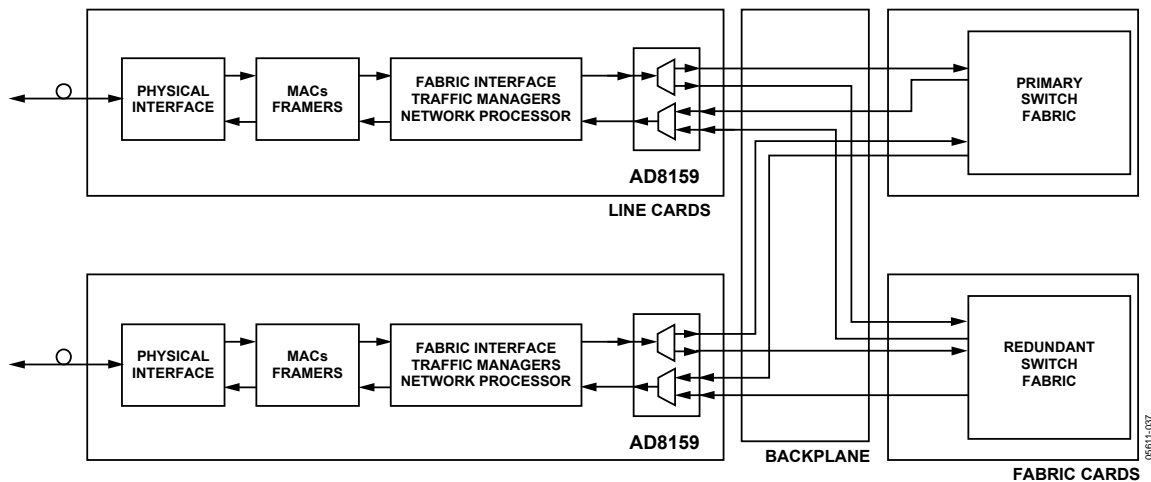 PHYSICAL
INTERFACE
MACs
FRAMERS
FABRIC INTERFACE
TRAFFIC MANAGERS
NETWORK PROCESSOR
AD8159
LINE CARDS
PRIMARY
SWITCH
FABRIC
PHYSICAL
INTERFACE
MACs
FRAMERS
FABRIC INTERFACE
TRAFFIC MANAGERS
NETWORK PROCESSOR
AD8159
BACKPLANE
REDUNDANT
SWITCH
FABRIC
FABRIC CARDS
05611-037